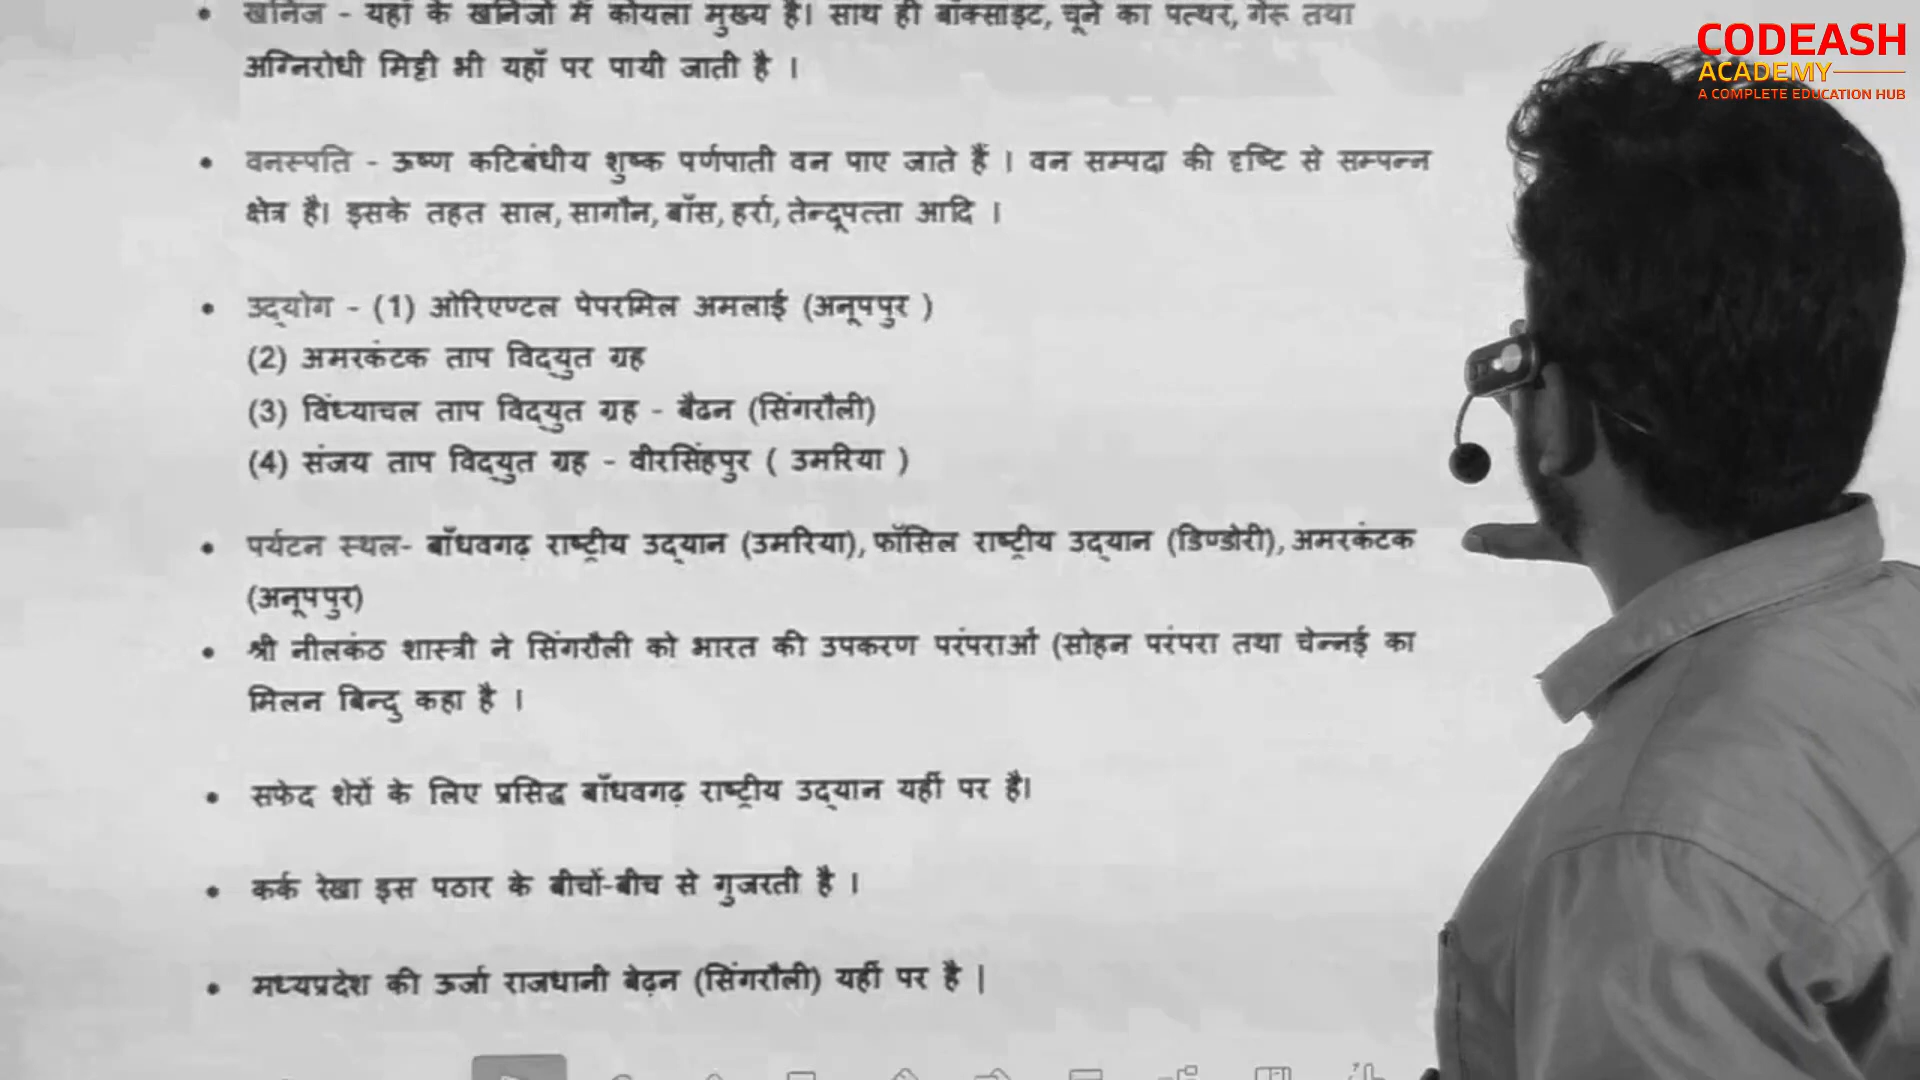 CODEASH
ACADEMY
A COMPLETE EDUCATION HUB
• खनिज - यहाँ के खनिजों में कोयला मुख्य है। साथ ही बॉक्साइट, चूने का पत्थर, गेरू तथा
अग्निरोधी मिट्टी भी यहाँ पर पायी जाती है ।
• वनस्पति - ऊष्ण कटिबंधीय शुष्क पर्णपाती वन पाए जाते हैं । वन सम्पदा की दृष्टि से सम्पन्न
क्षेत्र है। इसके तहत साल, सागौन, बाँस, हर्रा, तेन्दूपत्ता आदि ।
• उद्योग - (1) ओरिएण्टल पेपरमिल अमलाई (अनूपपुर )
(2) अमरकंटक ताप विद्युत ग्रह
(3) विंध्याचल ताप विद्युत ग्रह - बैढन (सिंगरौली)
(4) संजय ताप विद्युत ग्रह - वीरसिंहपुर ( उमरिया )
• पर्यटन स्थल- बाँधवगढ़ राष्ट्रीय उद्यान (उमरिया), फॉसिल राष्ट्रीय उद्यान (डिण्डोरी), अमरकंटक
(अनूपपुर)
• श्री नीलकंठ शास्त्री ने सिंगरौली को भारत की उपकरण परंपराओं (सोहन परंपरा तथा चेन्नई का
मिलन बिन्दु कहा है ।
• सफेद शेरों के लिए प्रसिद्ध बाँधवगढ़ राष्ट्रीय उद्यान यहीं पर है।
• कर्क रेखा इस पठार के बीचों-बीच से गुजरती है ।
• मध्यप्रदेश की ऊर्जा राजधानी बेढ़न (सिंगरौली) यहीं पर है |